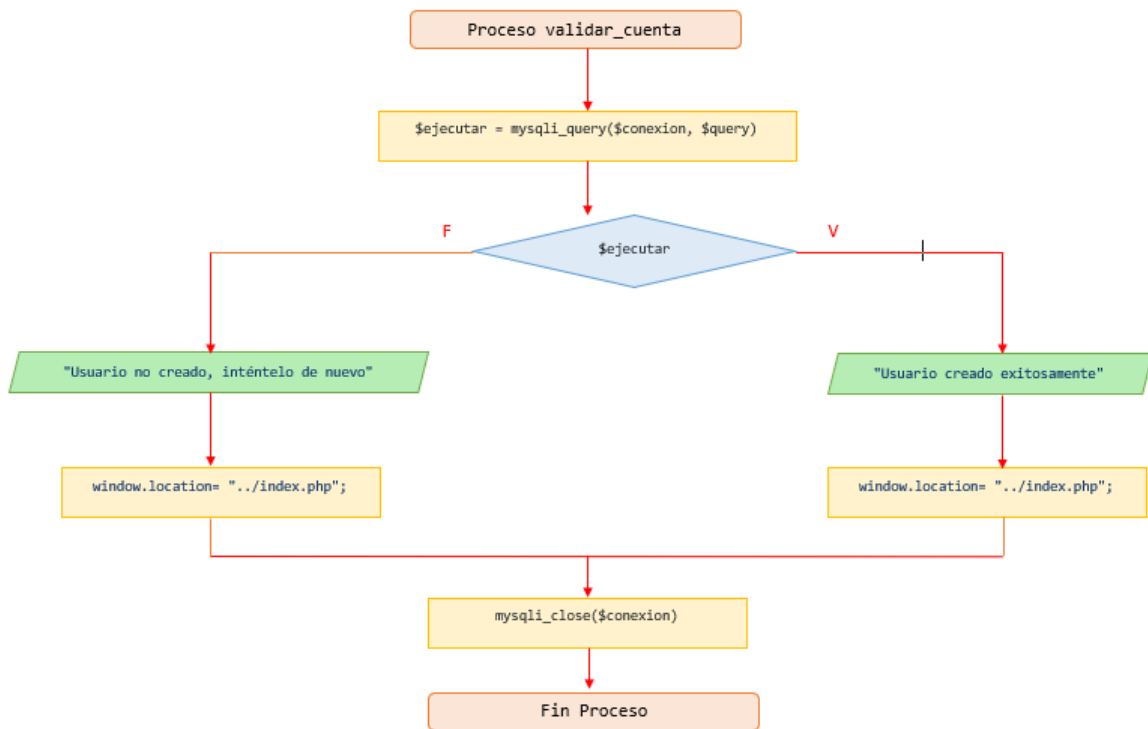 Proceso validar_cuenta
$ejecutar = mysqli_query($conexion, $query)
F
V
$ejecutar
"Usuario no creado, inténtelo de nuevo"
"Usuario creado exitosamente"
window.location= "../index.php";
window.location= "../index.php";
mysqli_close($conexion)
Fin Proceso